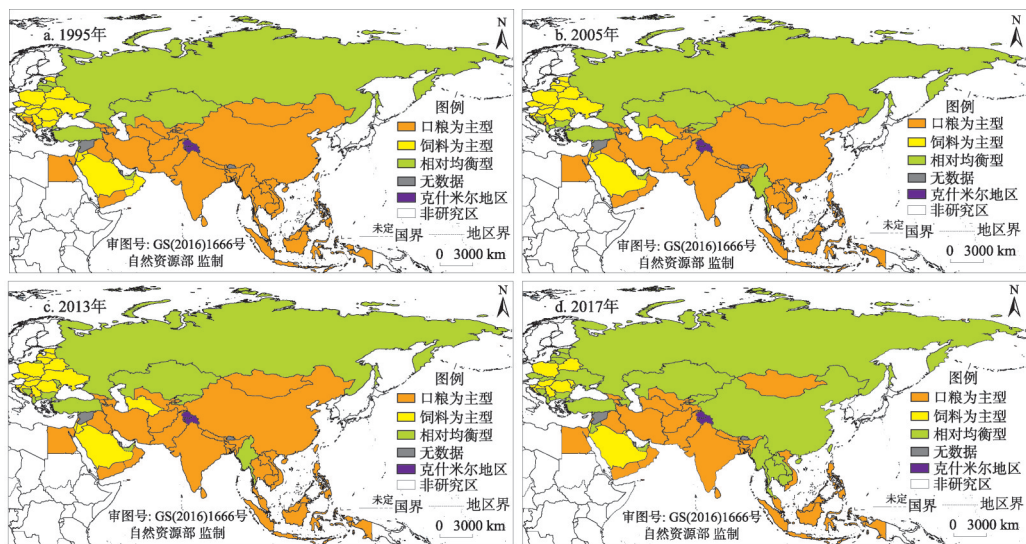 a. 1995年
N
图例
口粮为主型
饲料为主型
相对均衡型
无数据
克什米尔地区
非研究区
未定 国界 地区界
审图号: GS(2016)1666号
自然资源部 监制
0 3000 km
b. 2005年
N
图例
口粮为主型
饲料为主型
相对均衡型
无数据
克什米尔地区
非研究区
未定 国界 地区界
审图号: GS(2016)1666号
自然资源部 监制
0 3000 km
c. 2013年
N
图例
口粮为主型
饲料为主型
相对均衡型
无数据
克什米尔地区
非研究区
未定 国界 地区界
审图号: GS(2016)1666号
自然资源部 监制
0 3000 km
d. 2017年
N
图例
口粮为主型
饲料为主型
相对均衡型
无数据
克什米尔地区
非研究区
未定 国界 地区界
审图号: GS(2016)1666号
自然资源部 监制
0 3000 km